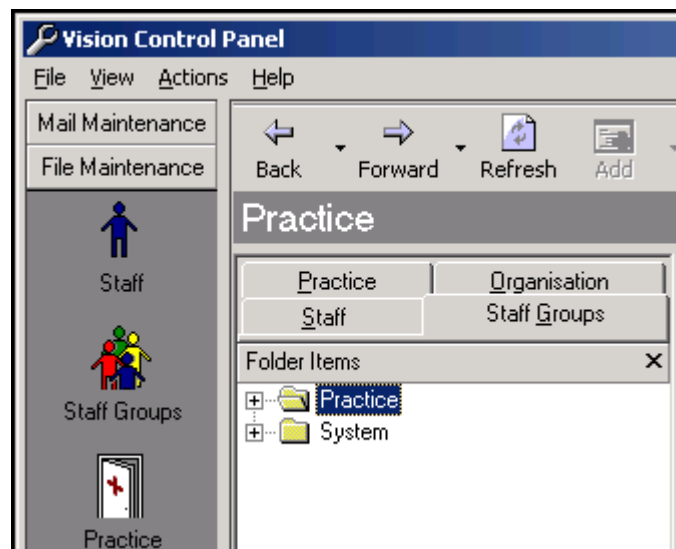 Vision Control Panel
File View Actions Help
Mail Maintenance
File Maintenance
Back Forward Refresh Add
Practice
Staff
Staff Groups
Practice
Practice Organisation
Staff Staff Groups
Folder Items
Practice
System